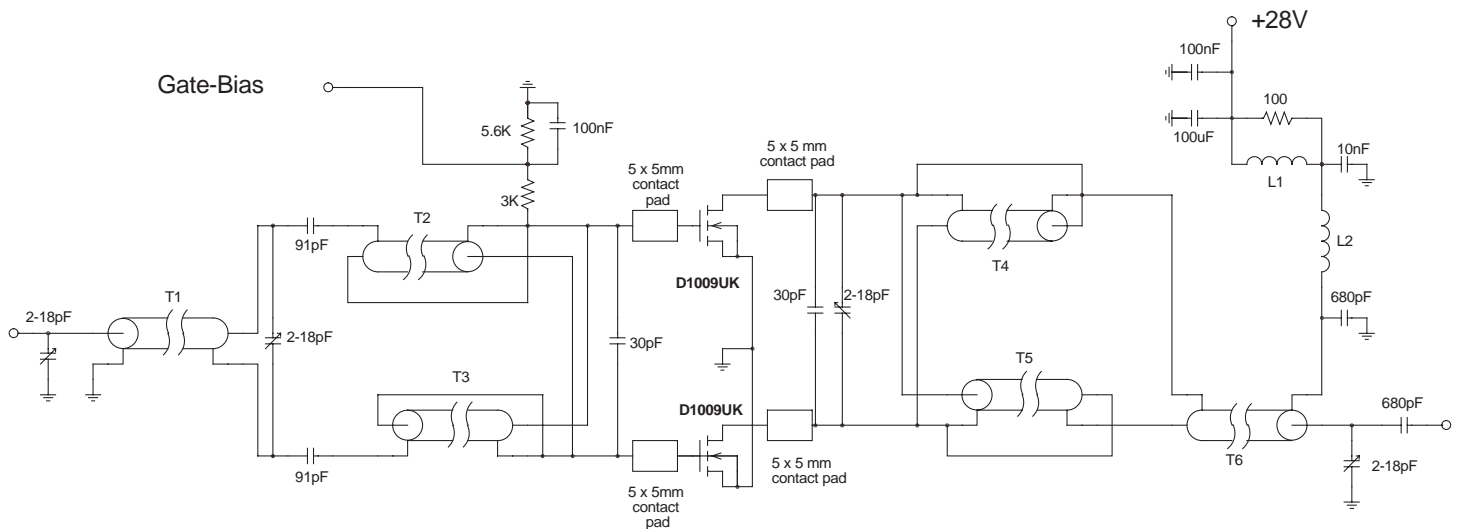 +28V
100nF
Gate-Bias
100
5.6K
100nF
100uF
5 x 5 mm
contact pad
10nF
5 x 5mm
contact
pad
L1
3K
T2
91pF
L2
D1009UK
T4
T1
2-18pF
2-18pF
30pF
30pF
2-18pF
680pF
T3
T5
D1009UK
680pF
91pF
5 x 5 mm
contact pad
T6
2-18pF
5 x 5mm
contact
pad